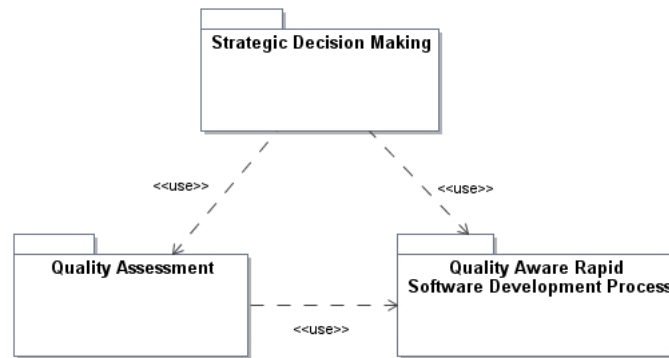 Strategic Decision Making
<<use>>
<<use>>
Quality Assessment
Quality Aware Rapid
Software Development Process
<<use>>